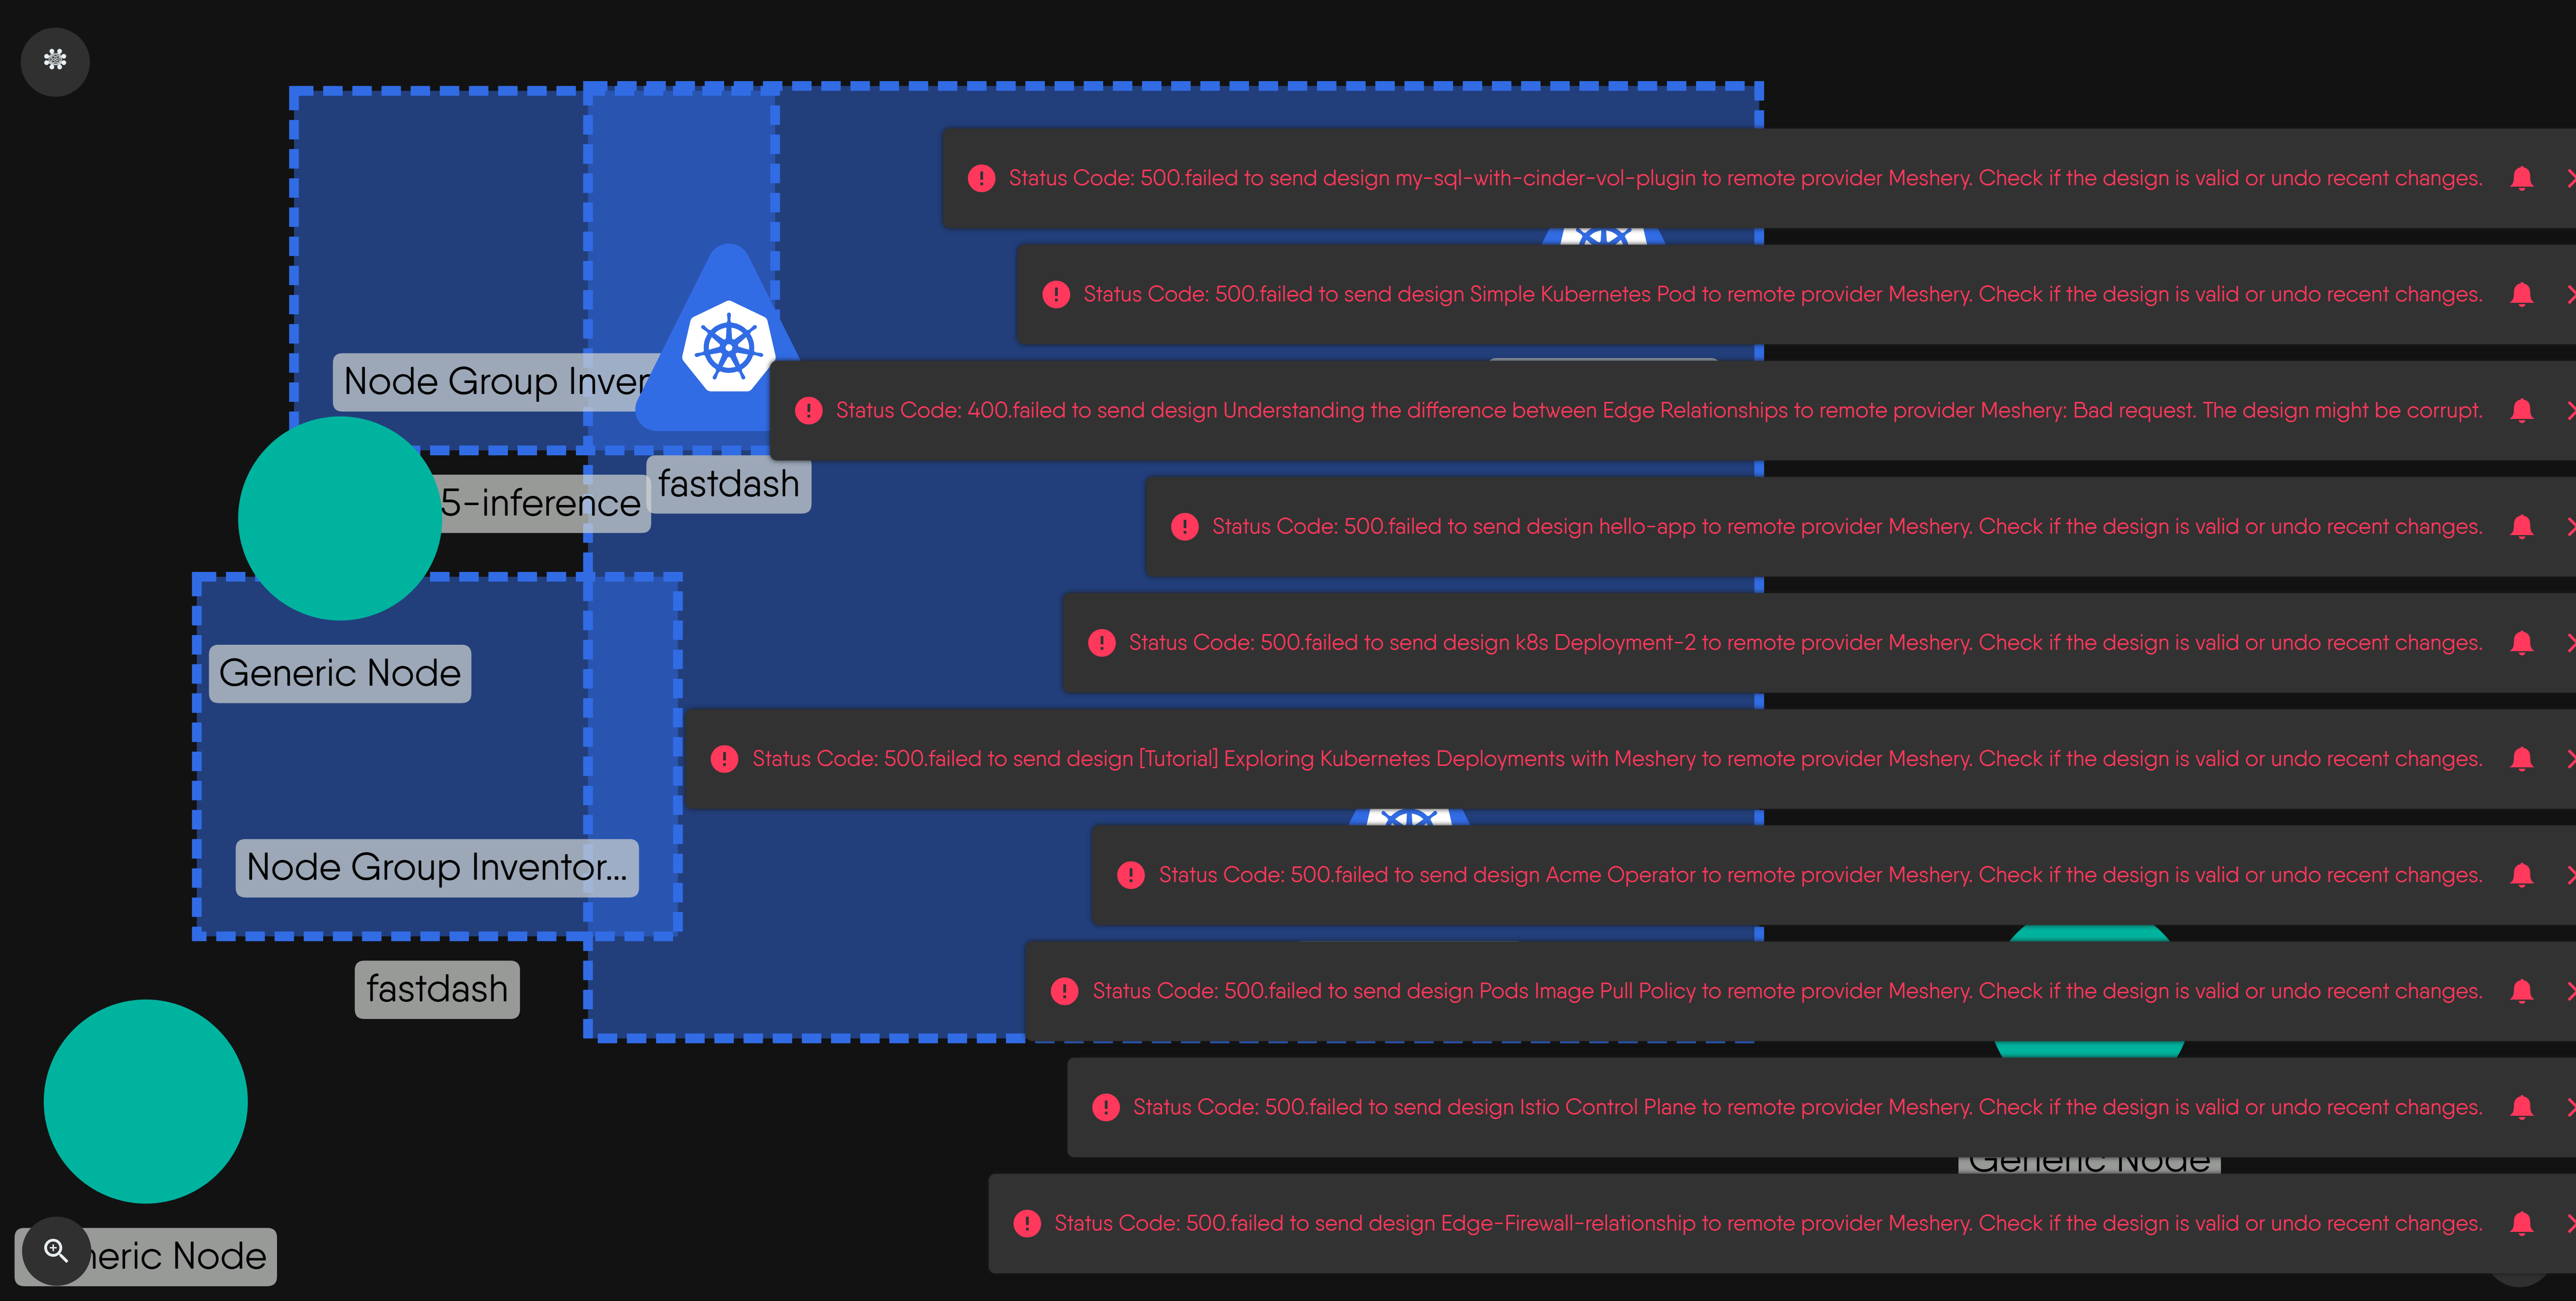 Status Code: 500.failed to send design my-sql-with-cinder-vol-plugin to remote provider Meshery. Check if the design is valid or undo recent changes.
Status Code: 500.failed to send design Simple Kubernetes Pod to remote provider Meshery. Check if the design is valid or undo recent changes.
Node Group Inver
Status Code: 400.failed to send design Understanding the difference between Edge Relationships to remote provider Meshery: Bad request. The design might be corrupt.
5-inference
fastdash
Status Code: 500.failed to send design hello-app to remote provider Meshery. Check if the design is valid or undo recent changes.
Status Code: 500.failed to send design k8s Deployment-2 to remote provider Meshery. Check if the design is valid or undo recent changes.
Generic Node
Status Code: 500.failed to send design [Tutorial] Exploring Kubernetes Deployments with Meshery to remote provider Meshery. Check if the design is valid or undo recent changes.
Node Group Inventor...
Status Code: 500.failed to send design Acme Operator to remote provider Meshery. Check if the design is valid or undo recent changes.
fastdash
Status Code: 500.failed to send design Pods Image Pull Policy to remote provider Meshery. Check if the design is valid or undo recent changes.
Status Code: 500.failed to send design Istio Control Plane to remote provider Meshery. Check if the design is valid or undo recent changes.
Generic Node
Status Code: 500.failed to send design Edge-Firewall-relationship to remote provider Meshery. Check if the design is valid or undo recent changes.
neric Node